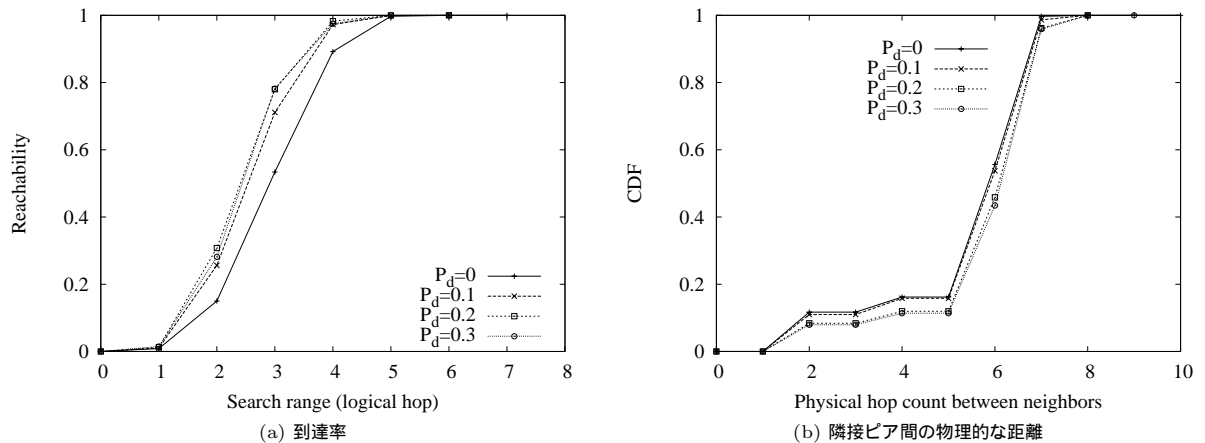 1
0.8
0.6
0.4
0.2
0
Reachability
P_d=0
P_d=0.1
P_d=0.2
P_d=0.3
0 1 2 3 4 5 6 7 8
Search range (logical hop)
(a) 到達率
1
0.8
0.6
0.4
0.2
0
CDF
P_d=0
P_d=0.1
P_d=0.2
P_d=0.3
0 2 4 6 8 10
Physical hop count between neighbors
(b) 隣接ピア間の物理的な距離